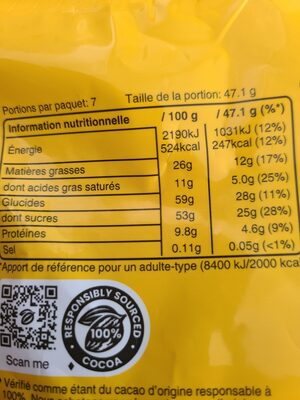 Portions par paquet: 7 Taille de la portion: 47.1 g
Information nutritionnelle / 100 g / 47.1 g (%*)
Énergie 2190kJ 1031kJ (12%)
524kcal 247kcal (12%)
Matières grasses 26g 12g (17%)
dont acides gras saturés 11g 5.0g (25%)
Glucides 59g 28g (11%)
dont sucres 53g 25g (28%)
Protéines 9.8g 4.6g (9%)
Sel 0.11g 0.05g (<1%)
*Apport de référence pour un adulte-type (8400 kJ/2000 kca
RESPONSIBLY SOURCED
100%
COCOA
Scan me
Vérifié comme étant du cacao d'origine responsable à
100%.